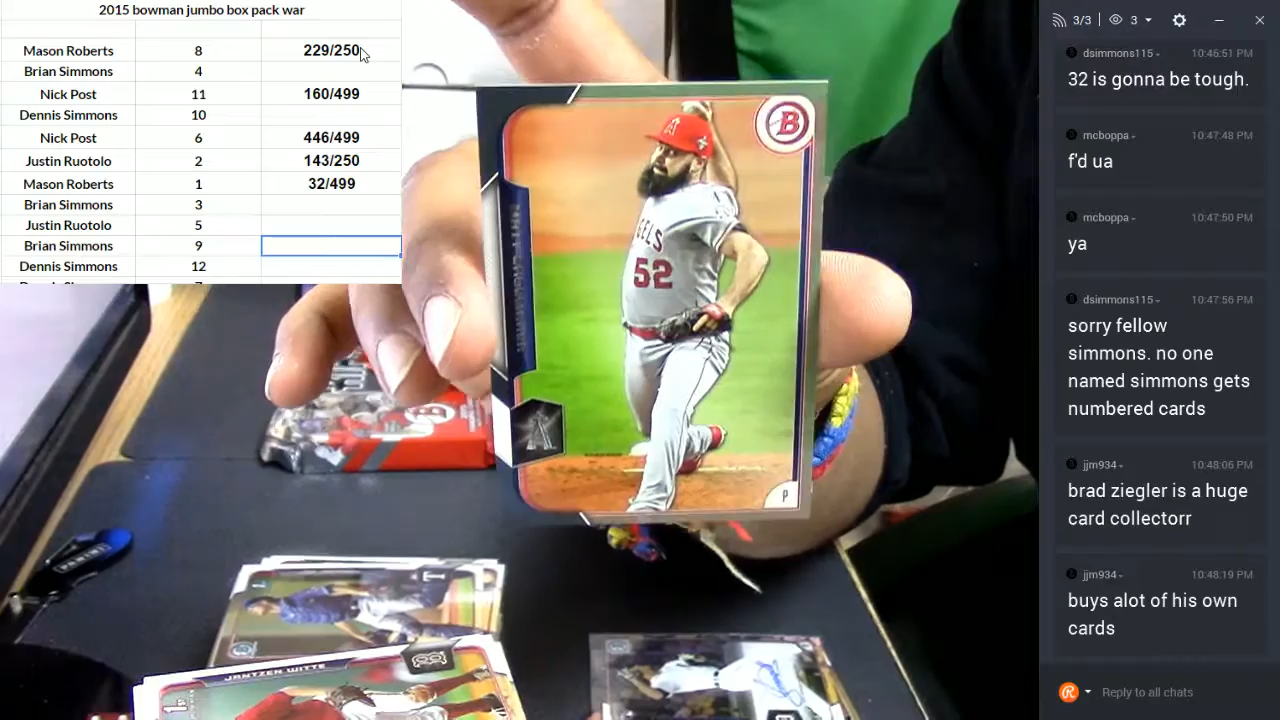 2015 bowman jumbo box pack war
Mason Roberts 8 229/250
Brian Simmons 4
Nick Post 11 160/499
Dennis Simmons 10
Nick Post 6 446/499
Justin Ruotolo 2 143/250
Mason Roberts 1 32/499
Brian Simmons 3
Justin Ruotolo 5
Brian Simmons 9
Dennis Simmons 12
B
GELS
52
P
PANINI
JANTZEN WITTE
1st
B
3/3 3
dsimmons115 10:46:51 PM
32 is gonna be tough.
mcboppa 10:47:48 PM
f'd ua
mcboppa 10:47:50 PM
ya
dsimmons115 10:47:56 PM
sorry fellow
simmons. no one
named simmons gets
numbered cards
jjm934 10:48:06 PM
brad ziegler is a huge
card collectorr
jjm934 10:48:19 PM
buys alot of his own
cards
Reply to all chats